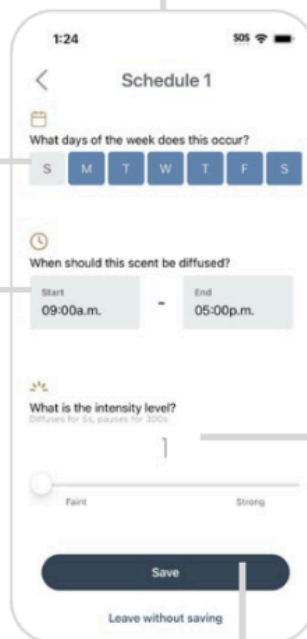 1:24 SOS
Schedule 1
What days of the week does this occur?
S M T W T F S
When should this scent be diffused?
Start End
09:00a.m. - 05:00p.m.
What is the intensity level?
Diffuses for 5s, pauses for 300s
1
Faint Strong
Save
Leave without saving